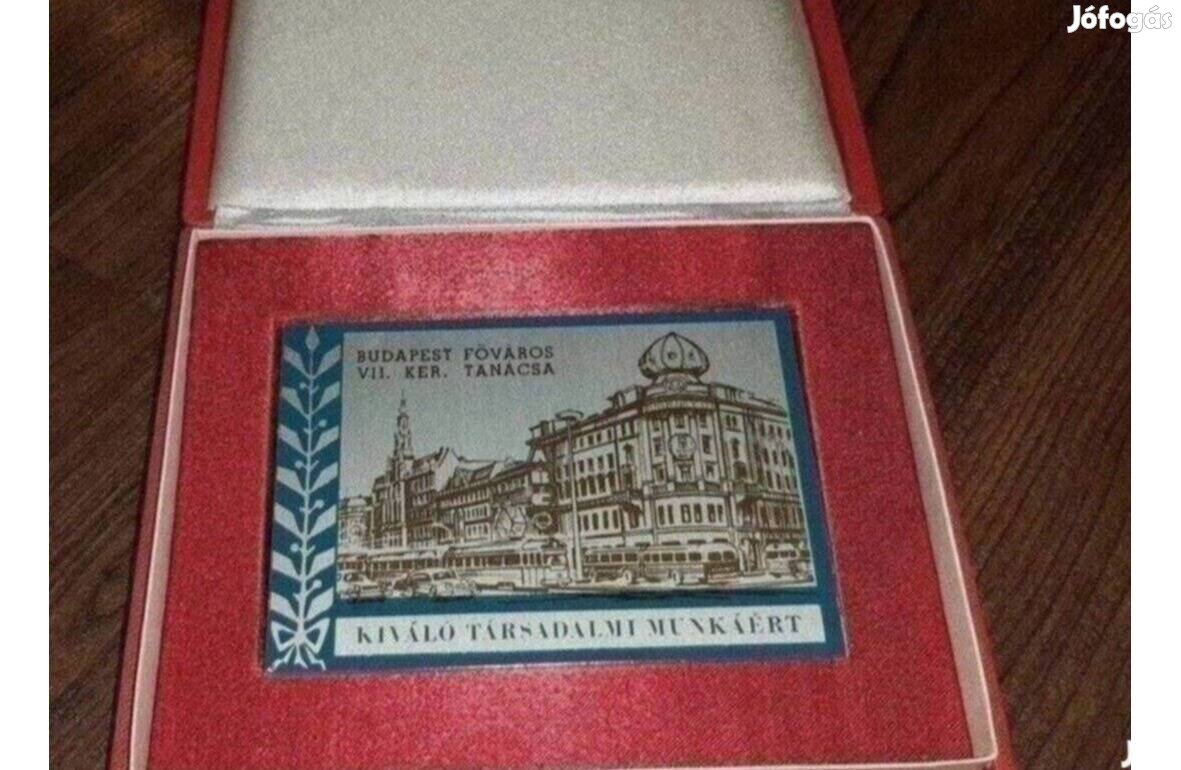 Jófogás
BUDAPEST FŐVÁROS
VII. KER. TANÁCSA
KIVÁLÓ TÁRSADALMI MUNKÁÉRT